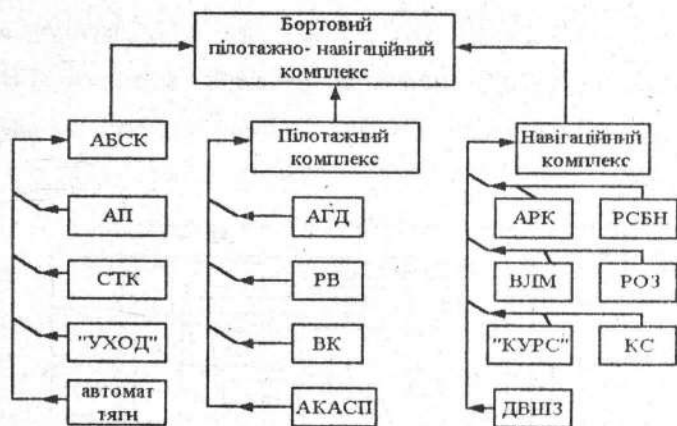 Бортовий
пілотажно- навігаційний
комплекс
АБСК
Пілотажний
комплекс
Навігаційний
комплекс
АП
АГД
АРК
РСБН
СТК
РВ
ВЛМ
РОЗ
"УХОД"
ВК
"КУРС"
КС
автомат
тяги
АКАСП
ДВШЗ